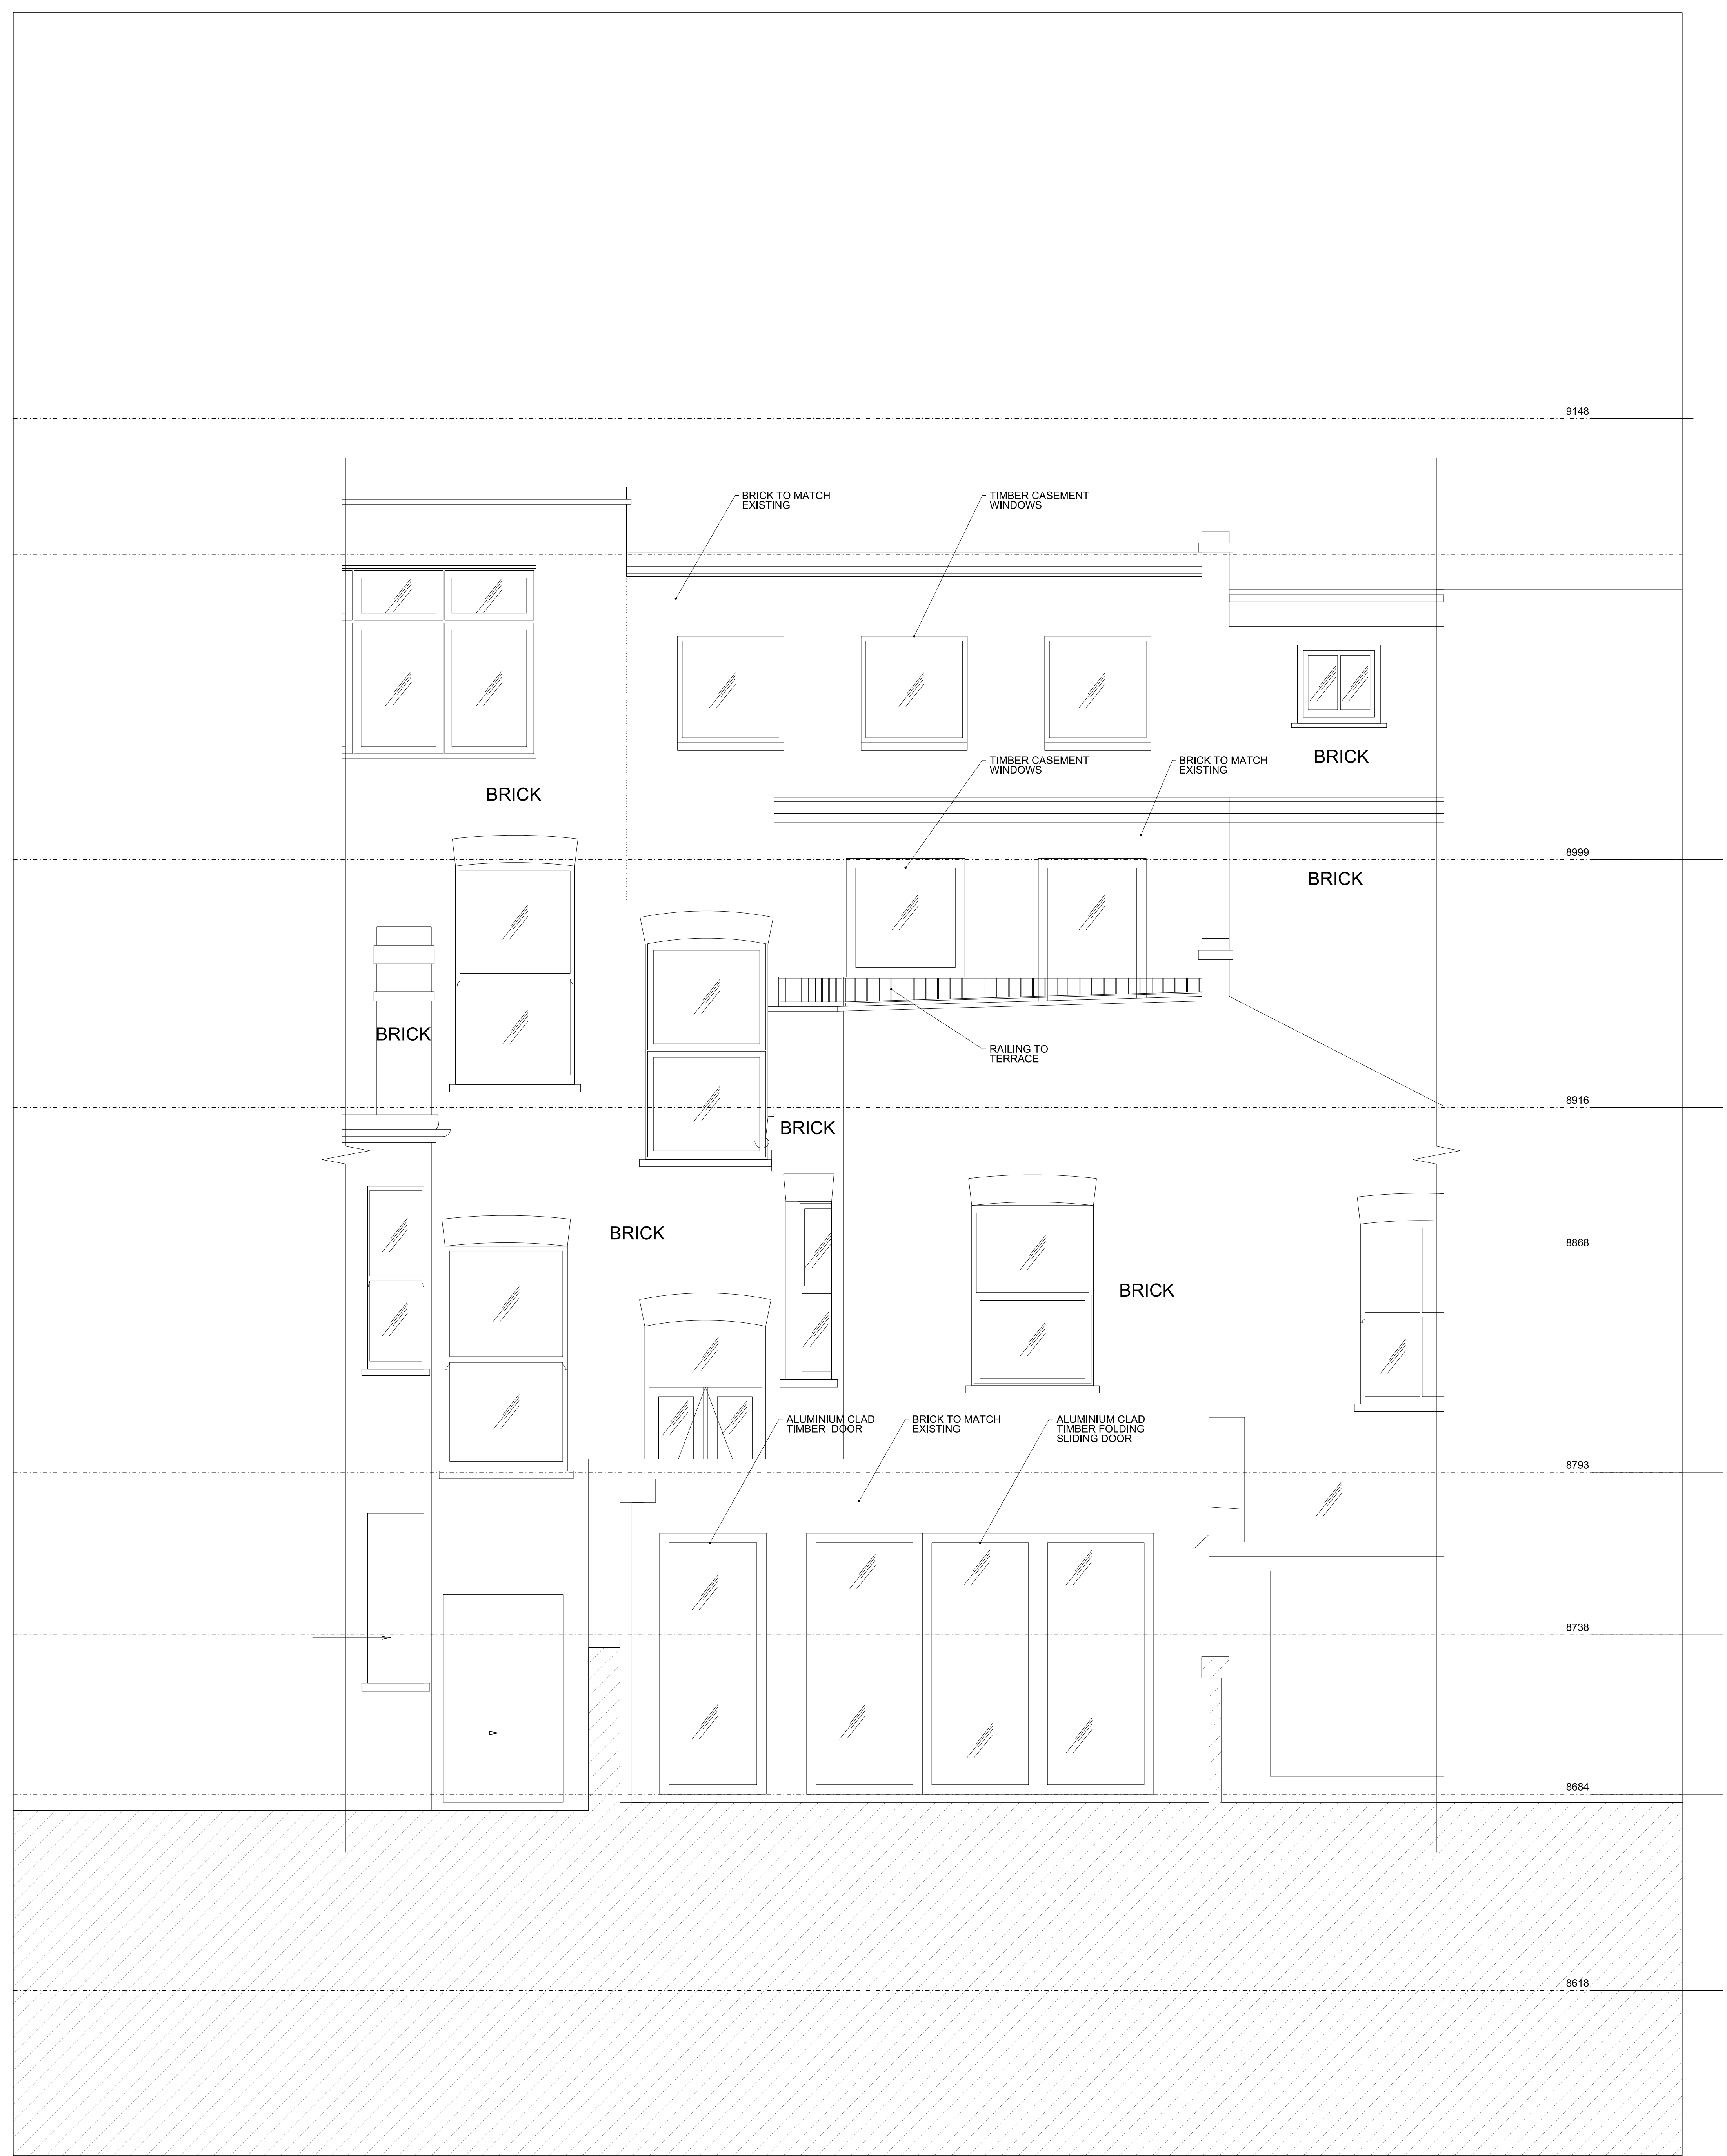 9148
BRICK TO MATCH
EXISTING
TIMBER CASEMENT
WINDOWS
TIMBER CASEMENT
WINDOWS
BRICK TO MATCH
EXISTING
BRICK
BRICK
8999
BRICK
BRICK
RAILING TO
TERRACE
8916
BRICK
BRICK
8868
BRICK
ALUMINIUM CLAD
TIMBER DOOR
BRICK TO MATCH
EXISTING
ALUMINIUM CLAD
TIMBER FOLDING
SLIDING DOOR
8793
8738
8684
8618